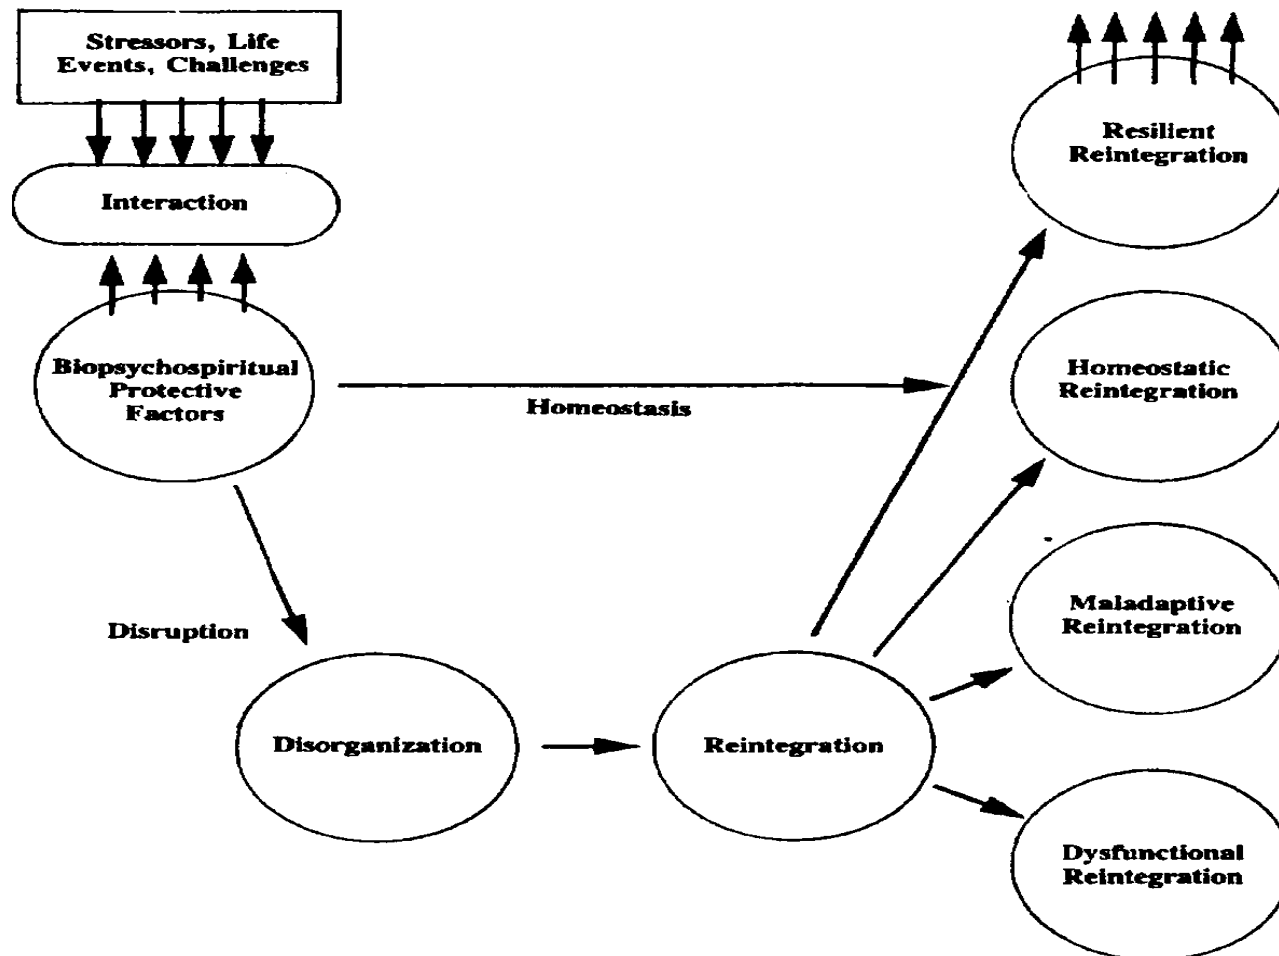 Stressors, Life
Events, Challenges
Interaction
Biopsychospiritual
Protective
Factors
Homeostasis
Disruption
Disorganization
Reintegration
Resilient
Reintegration
Homeostatic
Reintegration
Maladaptive
Reintegration
Dysfunctional
Reintegration